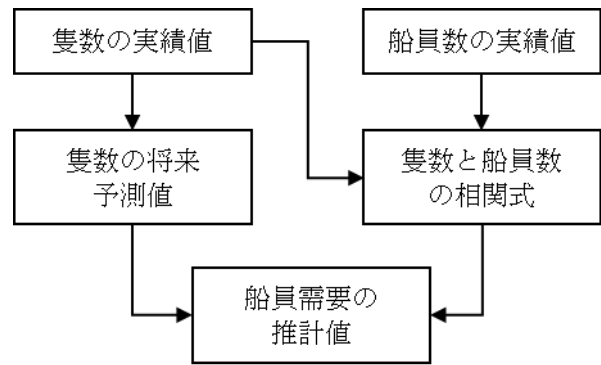 隻数の実績値
船員数の実績値
隻数の将来
予測値
隻数と船員数
の相関式
船員需要の
推計値